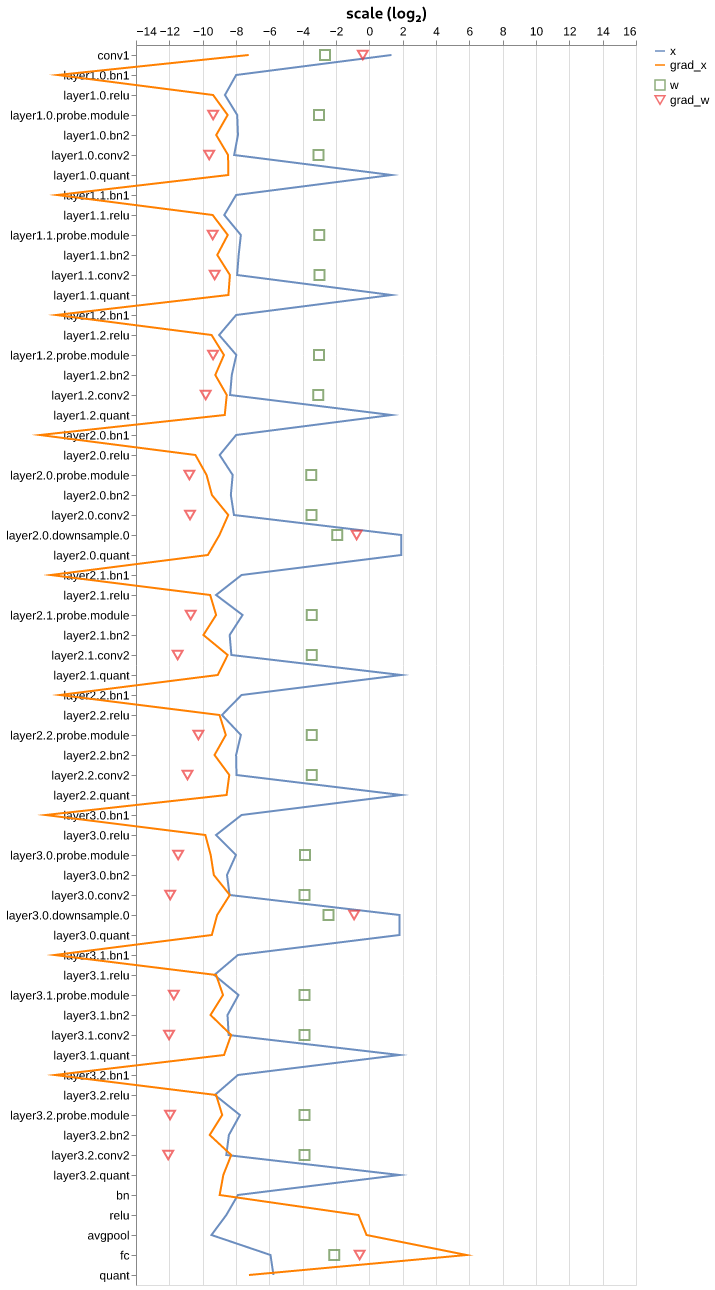 scale (log₂)
−14 −12 −10 −8 −6 −4 −2 0 2 4 6 8 10 12 14 16
x
grad_x
w
grad_w
conv1
layer1.0.bn1
layer1.0.relu
layer1.0.probe.module
layer1.0.bn2
layer1.0.conv2
layer1.0.quant
layer1.1.bn1
layer1.1.relu
layer1.1.probe.module
layer1.1.bn2
layer1.1.conv2
layer1.1.quant
layer1.2.bn1
layer1.2.relu
layer1.2.probe.module
layer1.2.bn2
layer1.2.conv2
layer1.2.quant
layer2.0.bn1
layer2.0.relu
layer2.0.probe.module
layer2.0.bn2
layer2.0.conv2
layer2.0.downsample.0
layer2.0.quant
layer2.1.bn1
layer2.1.relu
layer2.1.probe.module
layer2.1.bn2
layer2.1.conv2
layer2.1.quant
layer2.2.bn1
layer2.2.relu
layer2.2.probe.module
layer2.2.bn2
layer2.2.conv2
layer2.2.quant
layer3.0.bn1
layer3.0.relu
layer3.0.probe.module
layer3.0.bn2
layer3.0.conv2
layer3.0.downsample.0
layer3.0.quant
layer3.1.bn1
layer3.1.relu
layer3.1.probe.module
layer3.1.bn2
layer3.1.conv2
layer3.1.quant
layer3.2.bn1
layer3.2.relu
layer3.2.probe.module
layer3.2.bn2
layer3.2.conv2
layer3.2.quant
bn
relu
avgpool
fc
quant